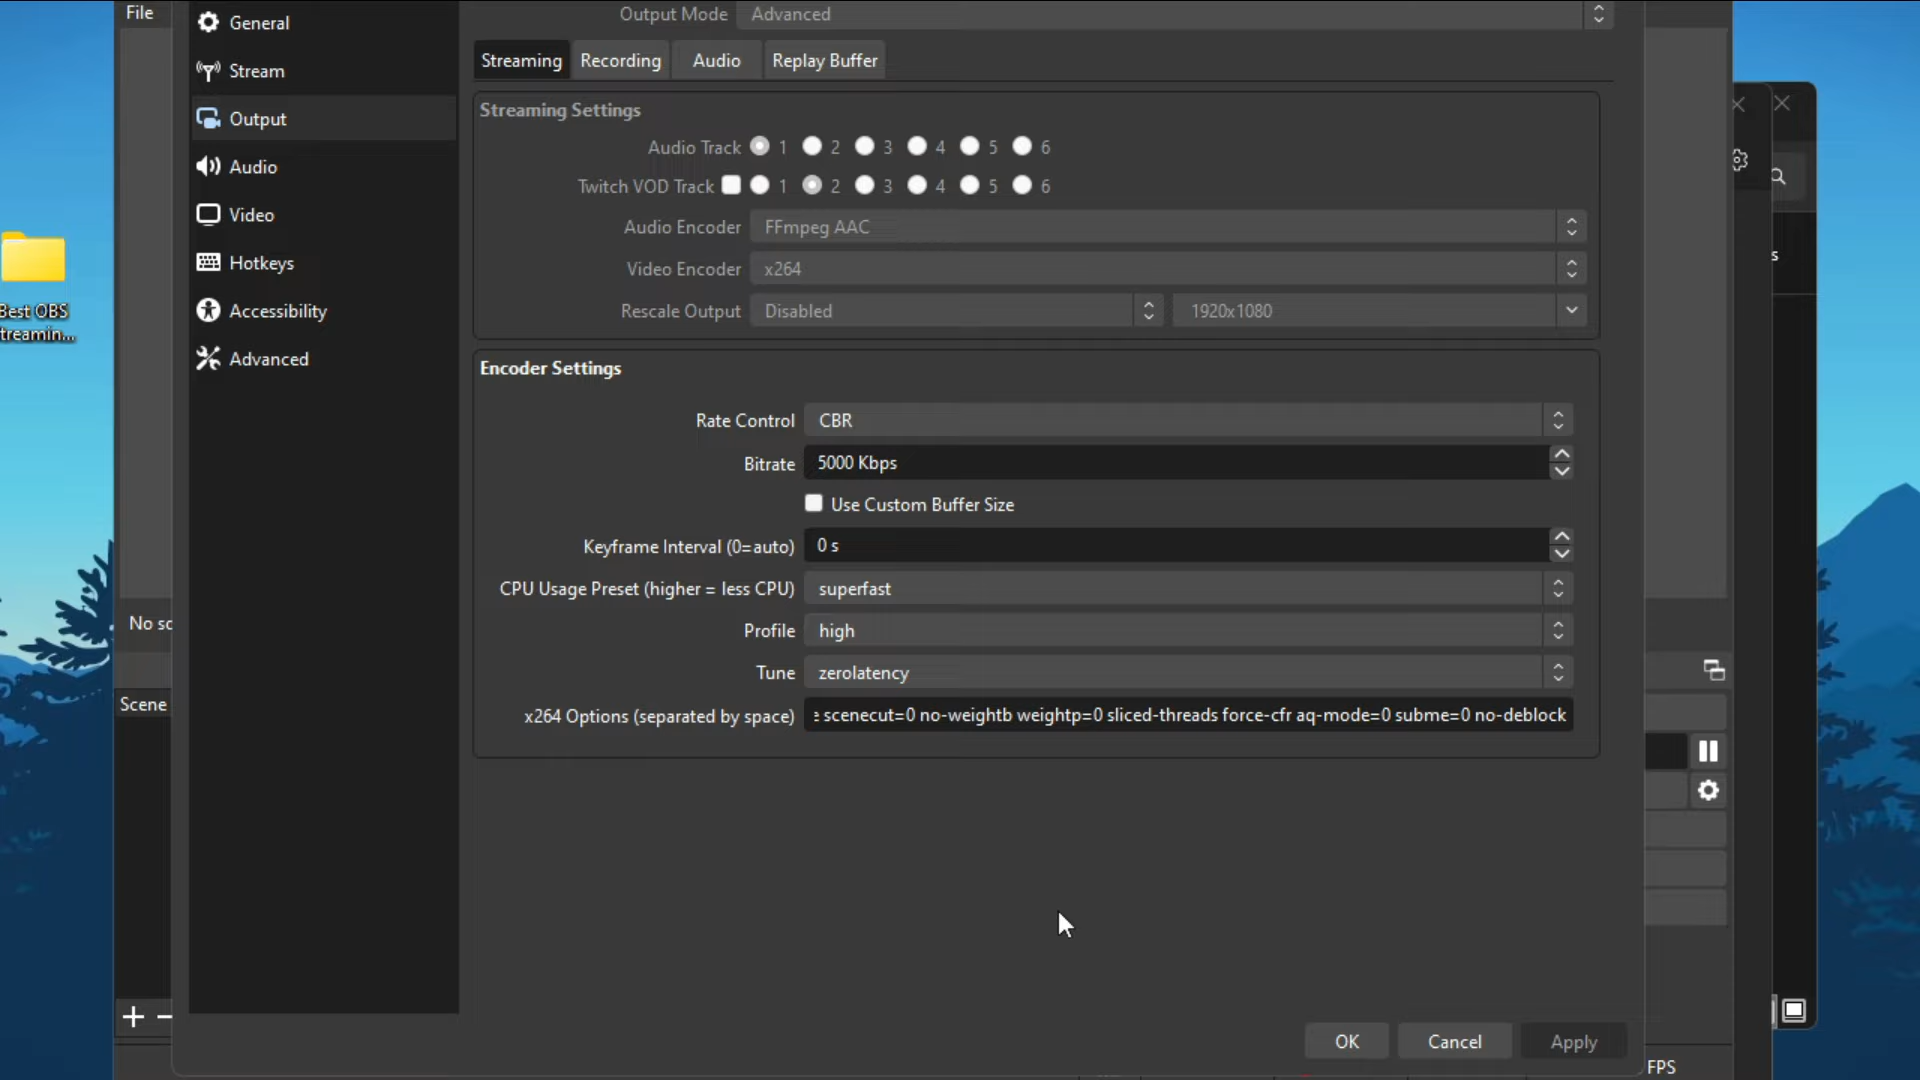 File
General
Stream
Output
Audio
Video
Hotkeys
Accessibility
Advanced
Output Mode Advanced
Streaming Recording Audio Replay Buffer
Streaming Settings
Audio Track 1 2 3 4 5 6
Twitch VOD Track 1 2 3 4 5 6
Audio Encoder FFmpeg AAC
Video Encoder x264
Rescale Output Disabled 1920x1080
Encoder Settings
Rate Control CBR
Bitrate 5000 Kbps
Use Custom Buffer Size
Keyframe Interval (0=auto) 0 s
CPU Usage Preset (higher = less CPU) superfast
Profile high
Tune zerolatency
x264 Options (separated by space) scenecut=0 no-weightb weightp=0 sliced-threads force-cfr aq-mode=0 subme=0 no-deblock
OK Cancel Apply
Best OBS
treamin...
No sc
Scene
s
FPS